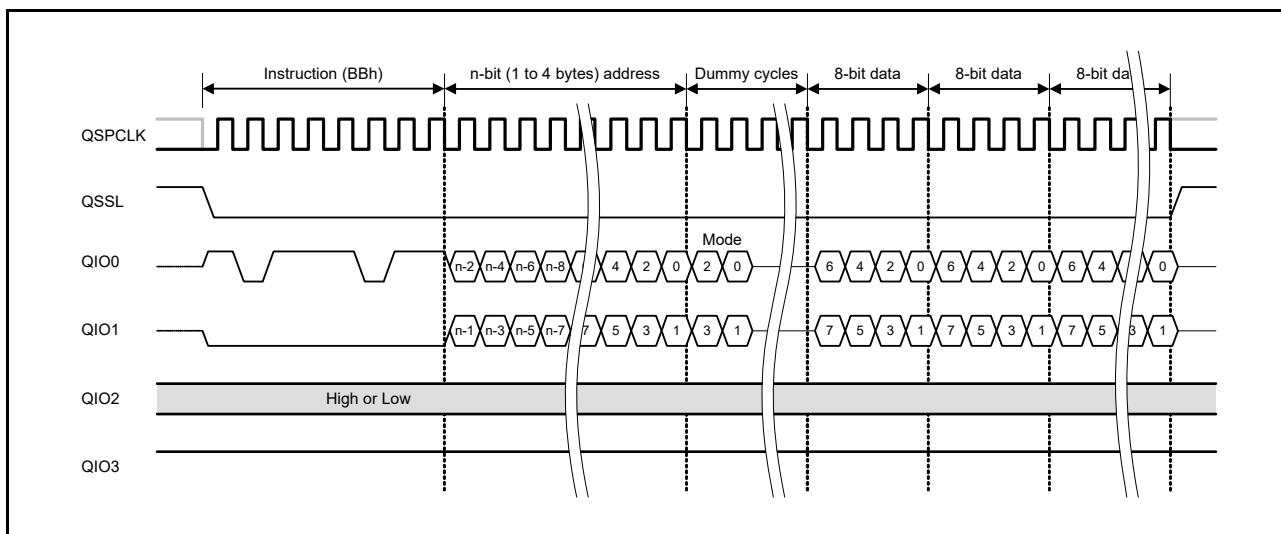 Instruction (BBh) n-bit (1 to 4 bytes) address Dummy cycles 8-bit data 8-bit data 8-bit da
QSPCLK
QSSL
Mode
QIO0 n-2 n-4 n-6 n-8 4 2 0 2 0 6 4 2 0 6 4 2 0 6 4 0
QIO1 n-1 n-3 n-5 n-7 7 5 3 1 3 1 7 5 3 1 7 5 3 1 7 5 3 1
QIO2 High or Low
QIO3